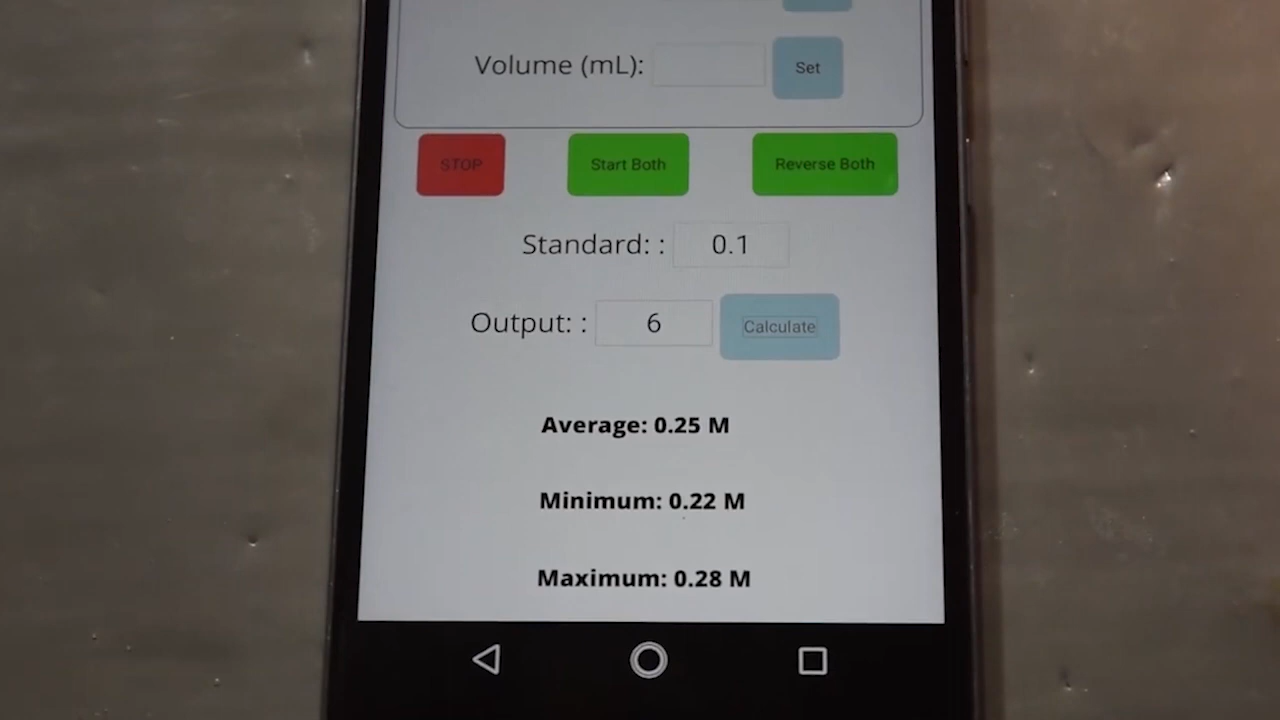 Volume (mL): Set
STOP Start Both Reverse Both
Standard: : 0.1
Output: : 6 Calculate
Average: 0.25 M
Minimum: 0.22 M
Maximum: 0.28 M